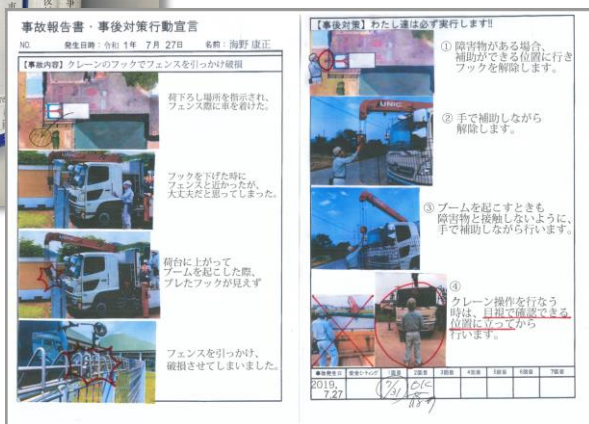 事故報告書・事後対策行動宣言
NO. 発生日時：令和 1年 7月 27日 名前：海野 康正
【事故内容】クレーンのフックでフェンスを引っかけ破損
荷下ろし場所を指示され、
フェンス際に車を着けた。
フックを下げた時に
フェンスと近かったが、
大丈夫だと思ってしまった。
荷台に上がって
ブームを起こした際、
ブレたフックが見えず
フェンスを引っかけ、
破損させてしまいました。
【事後対策】わたし達は必ず実行します!!
① 障害物がある場合、
補助ができる位置に行き
フックを解除します。
② 手で補助しながら
解除します。
UNIC
③ ブームを起こすときも
障害物と接触しないように、
手で補助しながら行います。
④
クレーン操作を行なう
時は、目視で確認できる
位置に立ってから
行います。
事故発生日 安全ミーティング 1回目 2回目 3回目 4回目 5回目 6回目 7回目
2019.
7.27
7/31